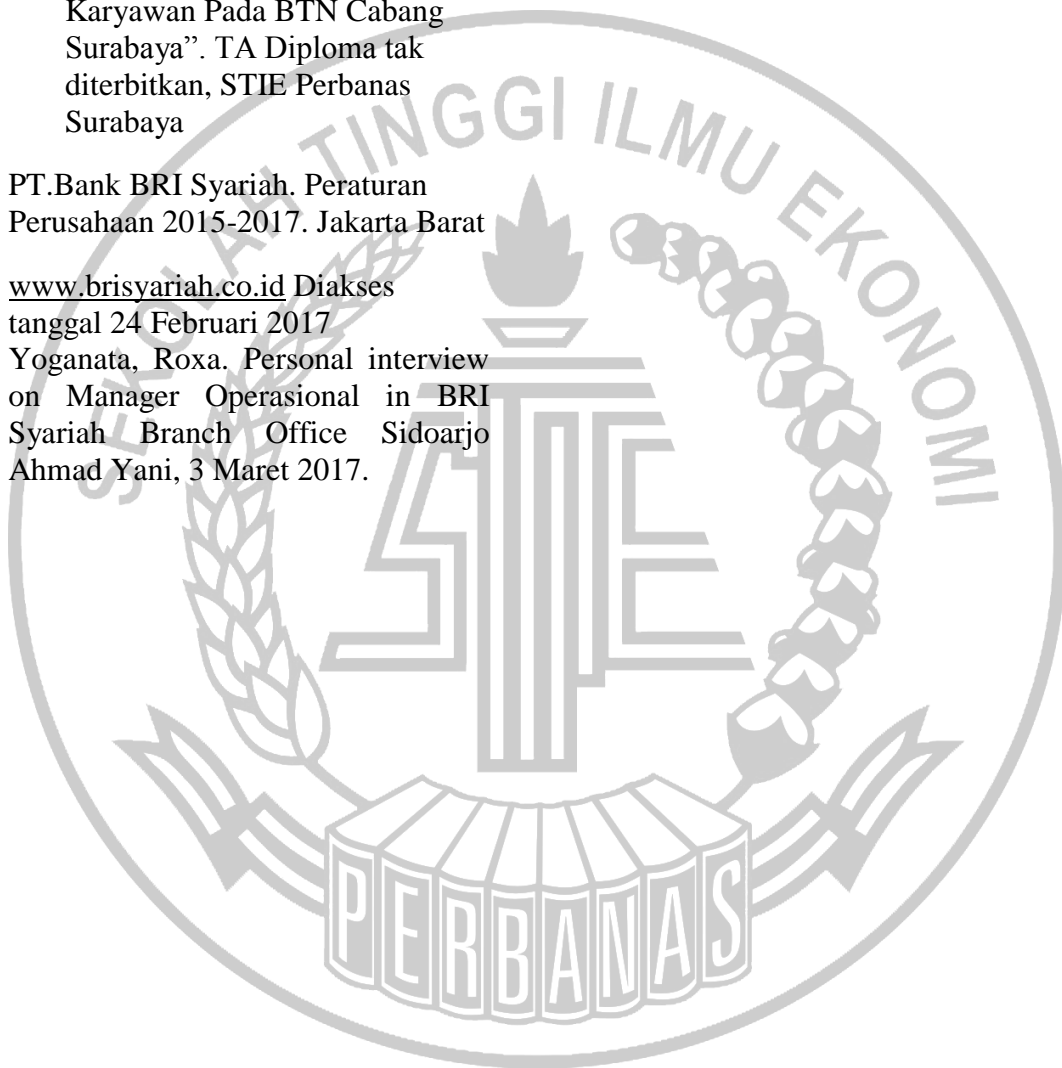 Karyawan Pada BTN Cabang
Surabaya”. TA Diploma tak
diterbitkan, STIE Perbanas
Surabaya
PT.Bank BRI Syariah. Peraturan
Perusahaan 2015-2017. Jakarta Barat
www.brisyariah.co.id Diakses
tanggal 24 Februari 2017
Yoganata, Roxa. Personal interview
on Manager Operasional in BRI
Syariah Branch Office Sidoarjo
Ahmad Yani, 3 Maret 2017.
SEKOLAH TINGGI ILMU EKONOMI
STIE
PERBANAS